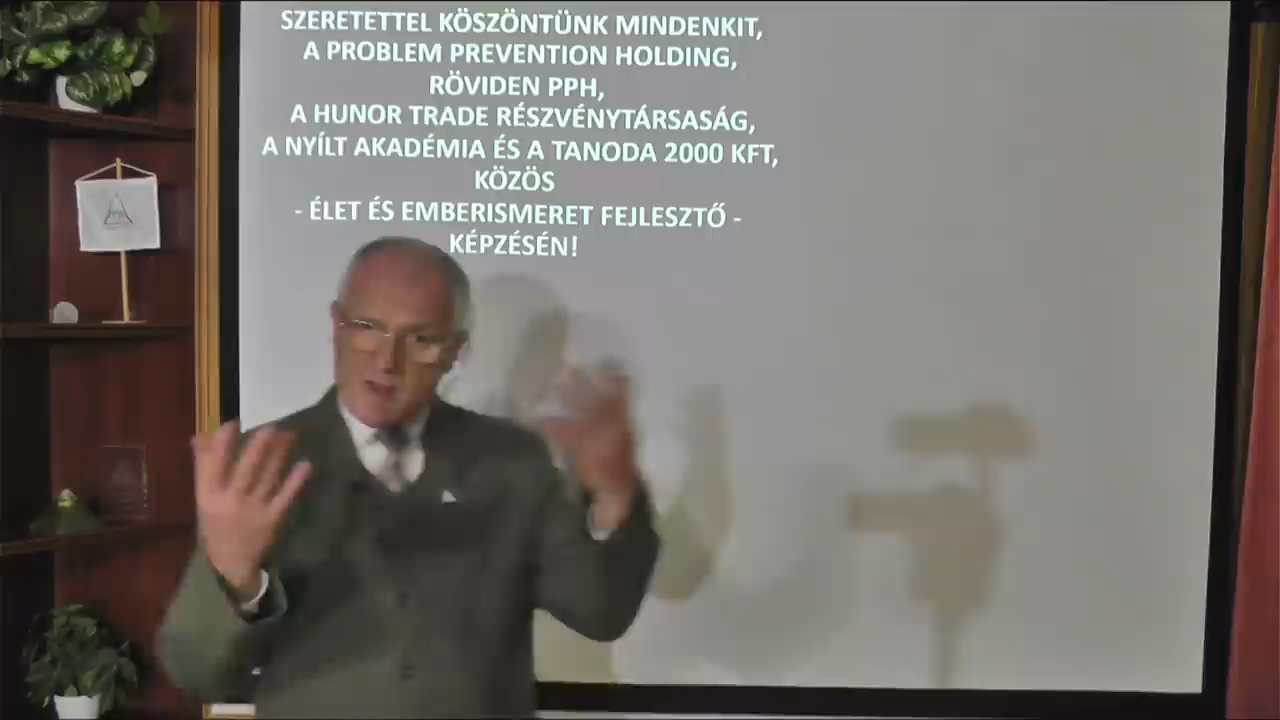 SZERETETTEL KÖSZÖNTÜNK MINDENKIT,
A PROBLEM PREVENTION HOLDING,
RÖVIDEN PPH,
A HUNOR TRADE RÉSZVÉNYTÁRSASÁG,
A NYÍLT AKADÉMIA ÉS A TANODA 2000 KFT,
KÖZÖS
- ÉLET ÉS EMBERISMERET FEJLESZTŐ -
KÉPZÉSÉN!